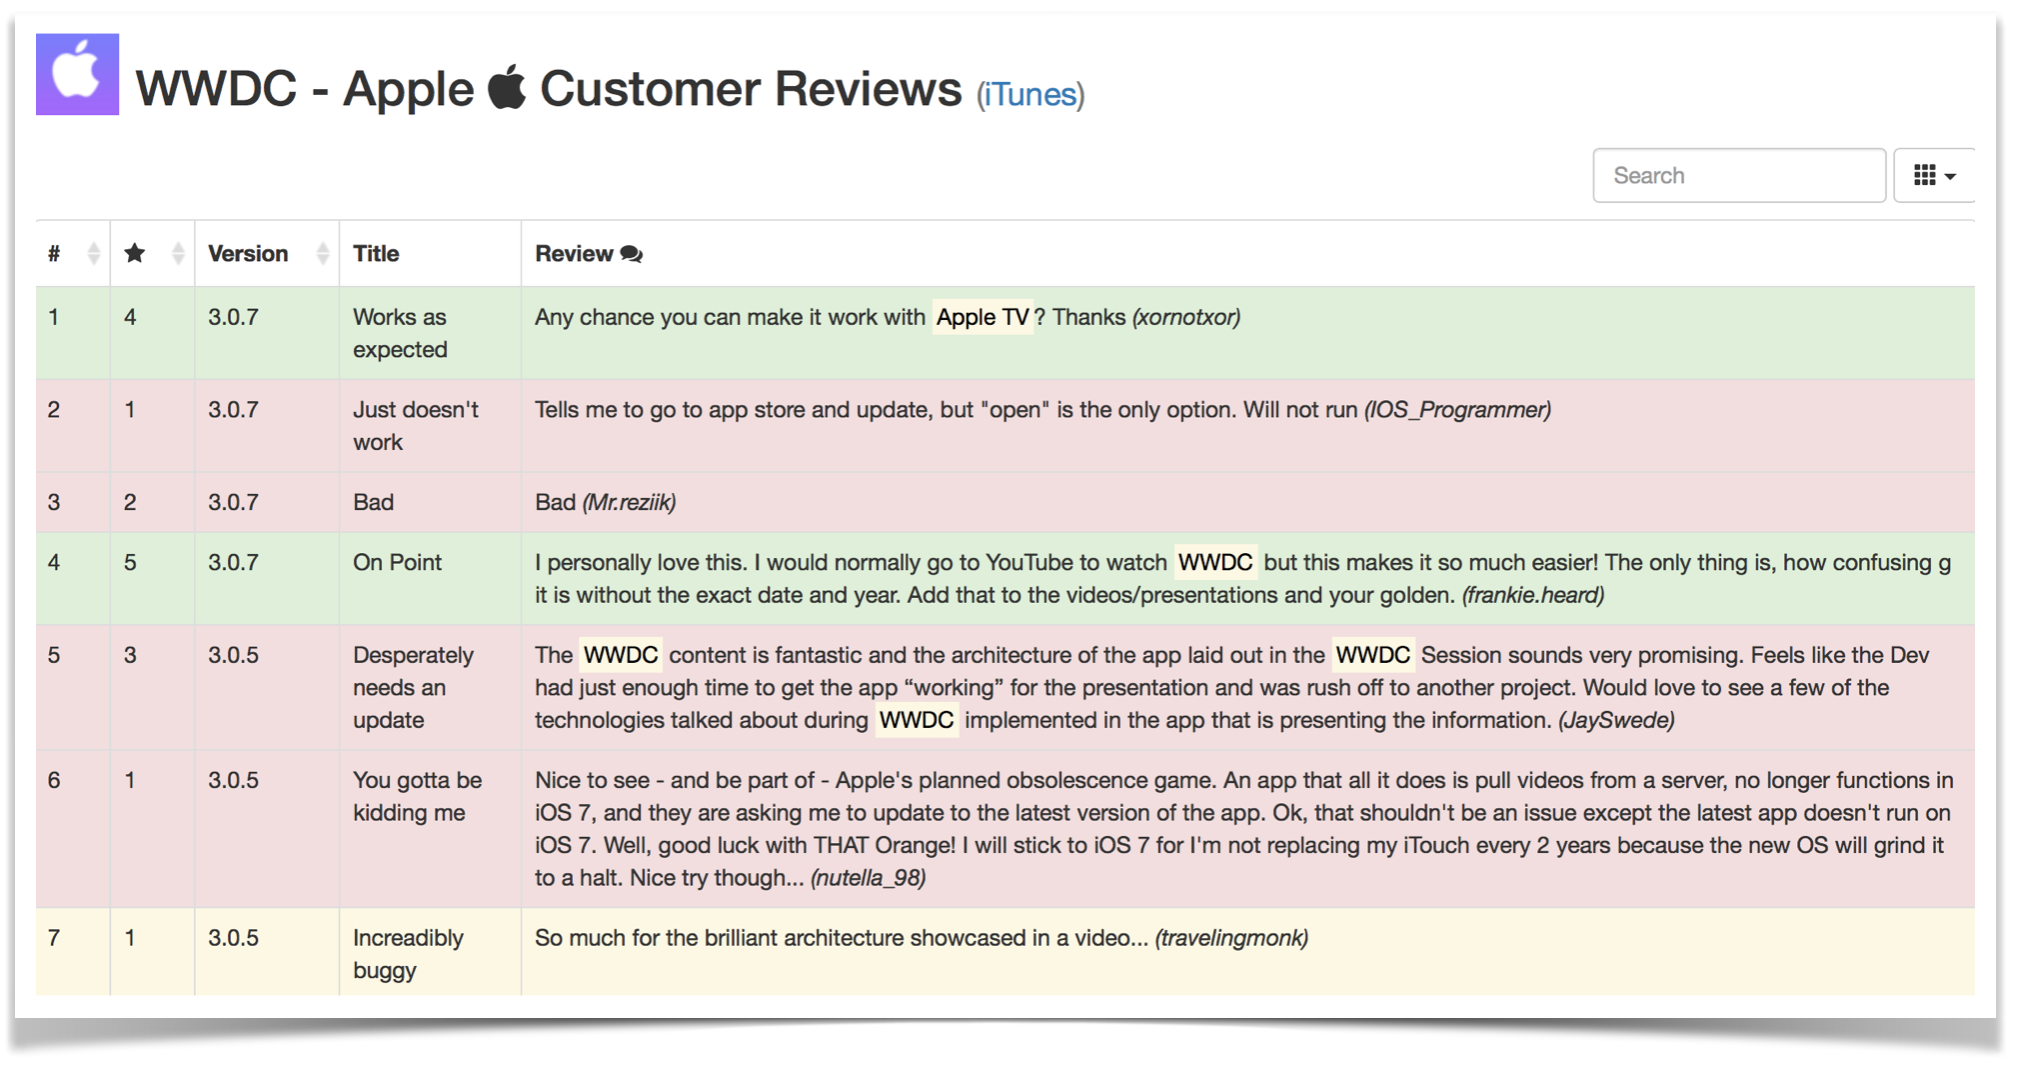 WWDC - Apple Customer Reviews (iTunes)
Search
# Version Title Review
1 4 3.0.7 Works as expected Any chance you can make it work with Apple TV? Thanks (xornotxor)
2 1 3.0.7 Just doesn't work Tells me to go to app store and update, but "open" is the only option. Will not run (IOS_Programmer)
3 2 3.0.7 Bad Bad (Mr.reziik)
4 5 3.0.7 On Point I personally love this. I would normally go to YouTube to watch WWDC but this makes it so much easier! The only thing is, how confusing g
it is without the exact date and year. Add that to the videos/presentations and your golden. (frankie.heard)
5 3 3.0.5 Desperately needs an update The WWDC content is fantastic and the architecture of the app laid out in the WWDC Session sounds very promising. Feels like the Dev
had just enough time to get the app “working” for the presentation and was rush off to another project. Would love to see a few of the
technologies talked about during WWDC implemented in the app that is presenting the information. (JaySwede)
6 1 3.0.5 You gotta be kidding me Nice to see - and be part of - Apple's planned obsolescence game. An app that all it does is pull videos from a server, no longer functions in
iOS 7, and they are asking me to update to the latest version of the app. Ok, that shouldn't be an issue except the latest app doesn't run on
iOS 7. Well, good luck with THAT Orange! I will stick to iOS 7 for I'm not replacing my iTouch every 2 years because the new OS will grind it
to a halt. Nice try though... (nutella_98)
7 1 3.0.5 Increadibly buggy So much for the brilliant architecture showcased in a video... (travelingmonk)